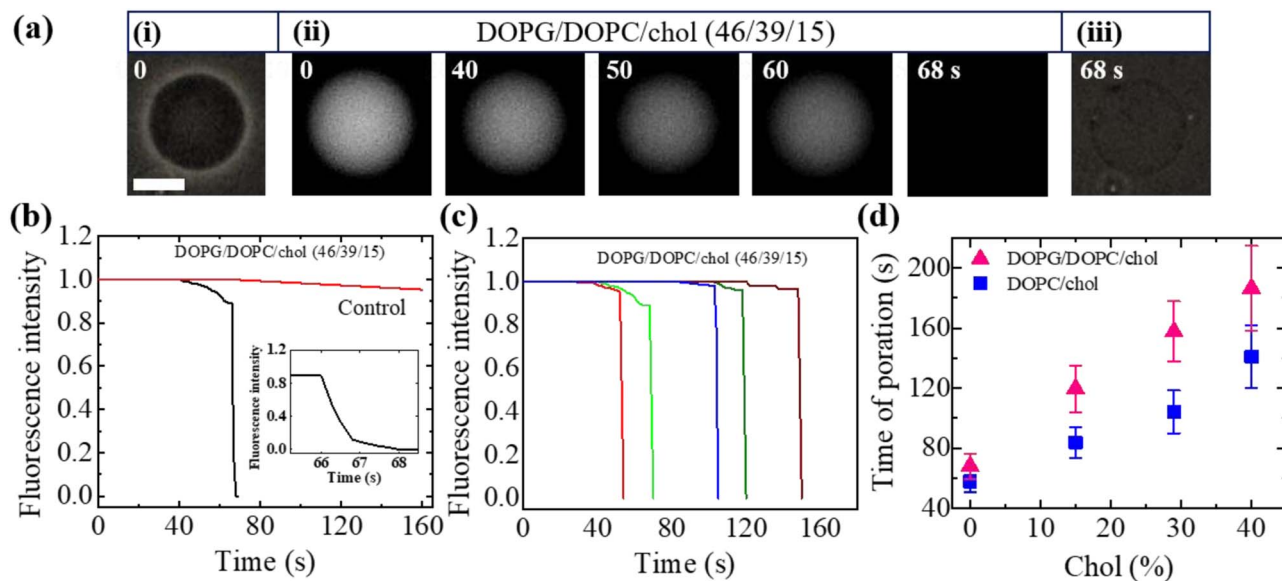 (a)
(i) (ii) DOPG/DOPC/chol (46/39/15) (iii)
0 0 40 50 60 68 s 68 s
(b)
1.2
1.0
0.8
0.6
0.4
0.2
0.0
Fluorescence intensity
DOPG/DOPC/chol (46/39/15)
Control
Fluorescence intensity
1.2
0.8
0.4
0.0
66 67 68
Time (s)
0 40 80 120 160
Time (s)
(c)
1.2
1.0
0.8
0.6
0.4
0.2
0.0
Fluorescence intensity
DOPG/DOPC/chol (46/39/15)
0 40 80 120 160
Time (s)
(d)
Time of poration (s)
200
160
120
80
40
DOPG/DOPC/chol
DOPC/chol
0 10 20 30 40
Chol (%)